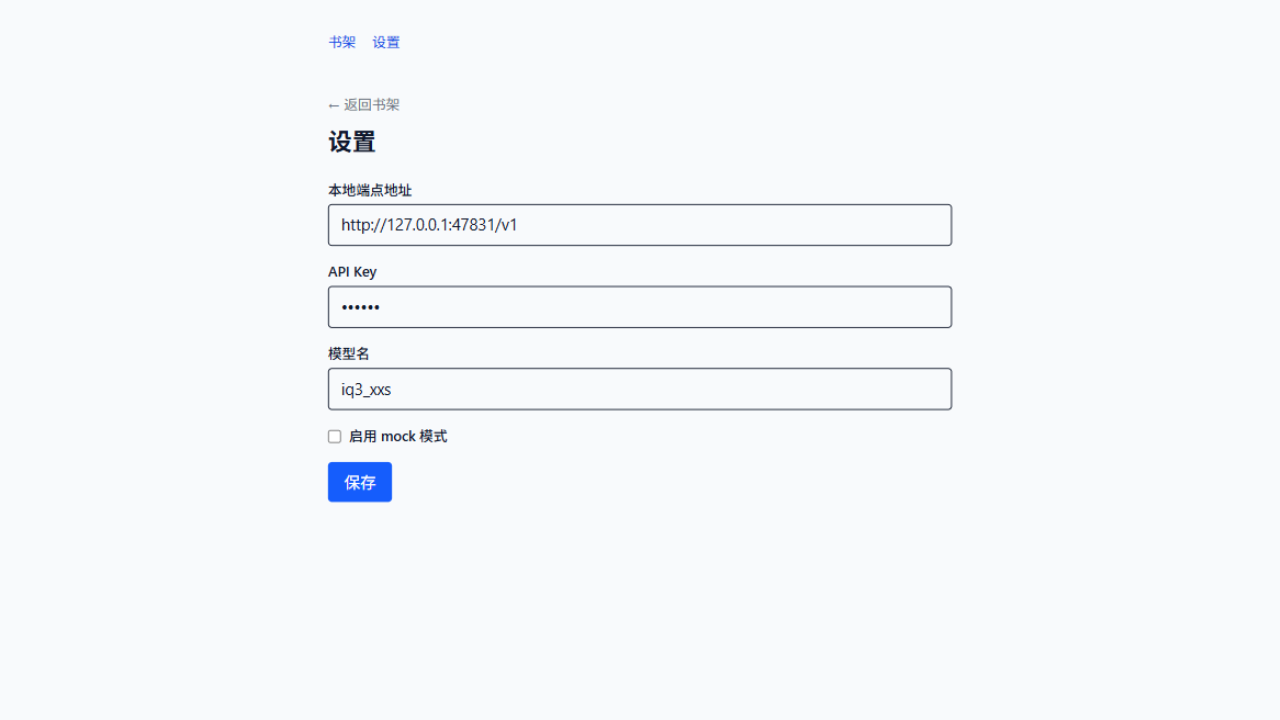 书架 设置
← 返回书架
设置
本地端点地址
http://127.0.0.1:47831/v1
API Key
••••••
模型名
iq3_xxs
启用 mock 模式
保存